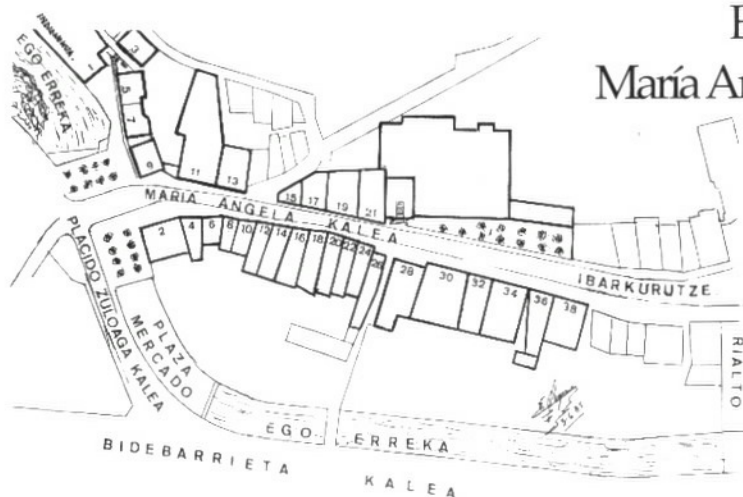 E
María An
EGO ERREKA
3
5
7
9
11
13
15
17
19
21
MARIA ANGELA KALEA
2
4
6
8
10
12
14
16
18
20
22
24
26
28
30
32
34
36
38
IBARKURUTZE
RIALTO
PLACIDO ZULOAGA KALEA
PLAZA
MERCADO
EGO ERREKA
BIDEBARRIETA KALEA